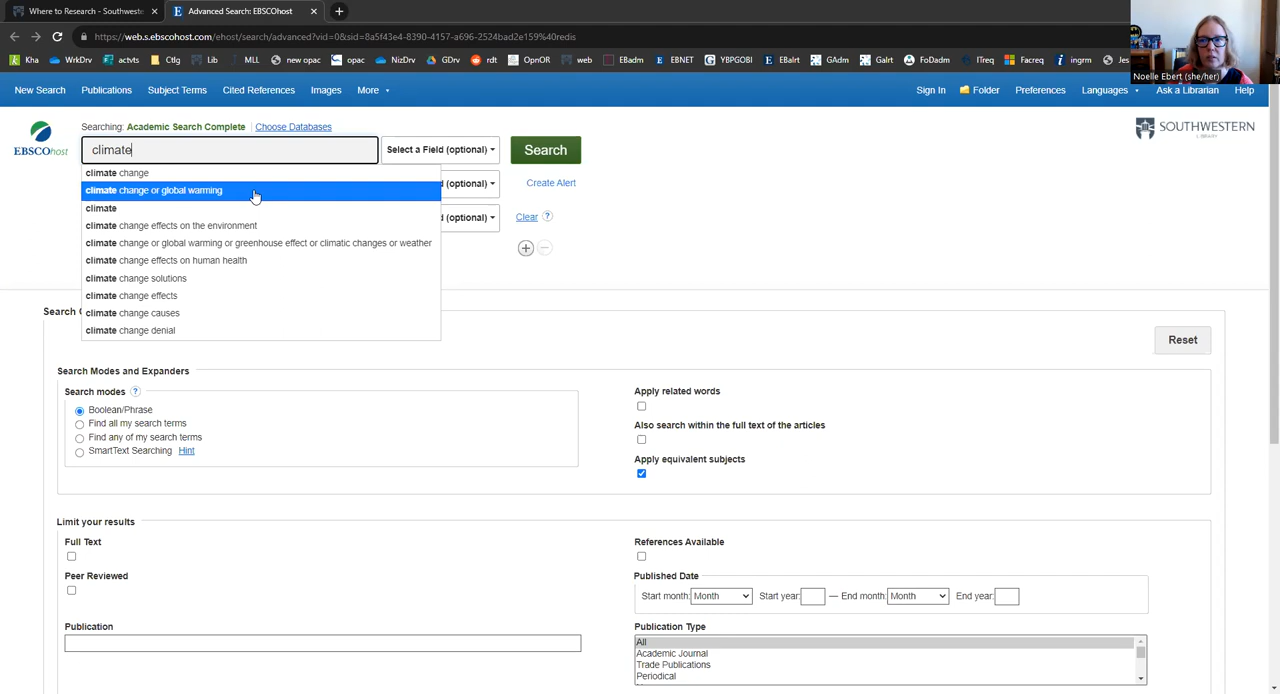 Where to Research - Southwester
Advanced Search: EBSCOhost
https://web.s.ebscohost.com/ehost/search/advanced?vid=0&sid=8a5f43e4-8390-4157-a696-2524bad2e159%40redis
Kha WrkDrv actvts Ctlg Lib MLL new opac opac NizDrv GDrv rdt OpnOR web EBadm EBNET YBPGOBI EBalrt GAdm Galrt FoDadm ITreq Facreq ingrm Jes
Noelle Ebert (she/her)
New Search Publications Subject Terms Cited References Images More Sign In Folder Preferences Languages Ask a Librarian Help
Searching: Academic Search Complete Choose Databases
EBSCOhost
SOUTHWESTERN
LIBRARY
climate Select a Field (optional) Search
climate change
climate change or global warming d (optional) Create Alert
climate
climate change effects on the environment d (optional) Clear ?
climate change or global warming or greenhouse effect or climatic changes or weather
climate change effects on human health
climate change solutions
climate change effects
climate change causes
climate change denial
Search
Reset
Search Modes and Expanders
Search modes ?
Boolean/Phrase
Find all my search terms
Find any of my search terms
SmartText Searching Hint
Apply related words
Also search within the full text of the articles
Apply equivalent subjects
Limit your results
Full Text
References Available
Peer Reviewed
Published Date
Start month: Month Start year: — End month: Month End year:
Publication
Publication Type
All
Academic Journal
Trade Publications
Periodical